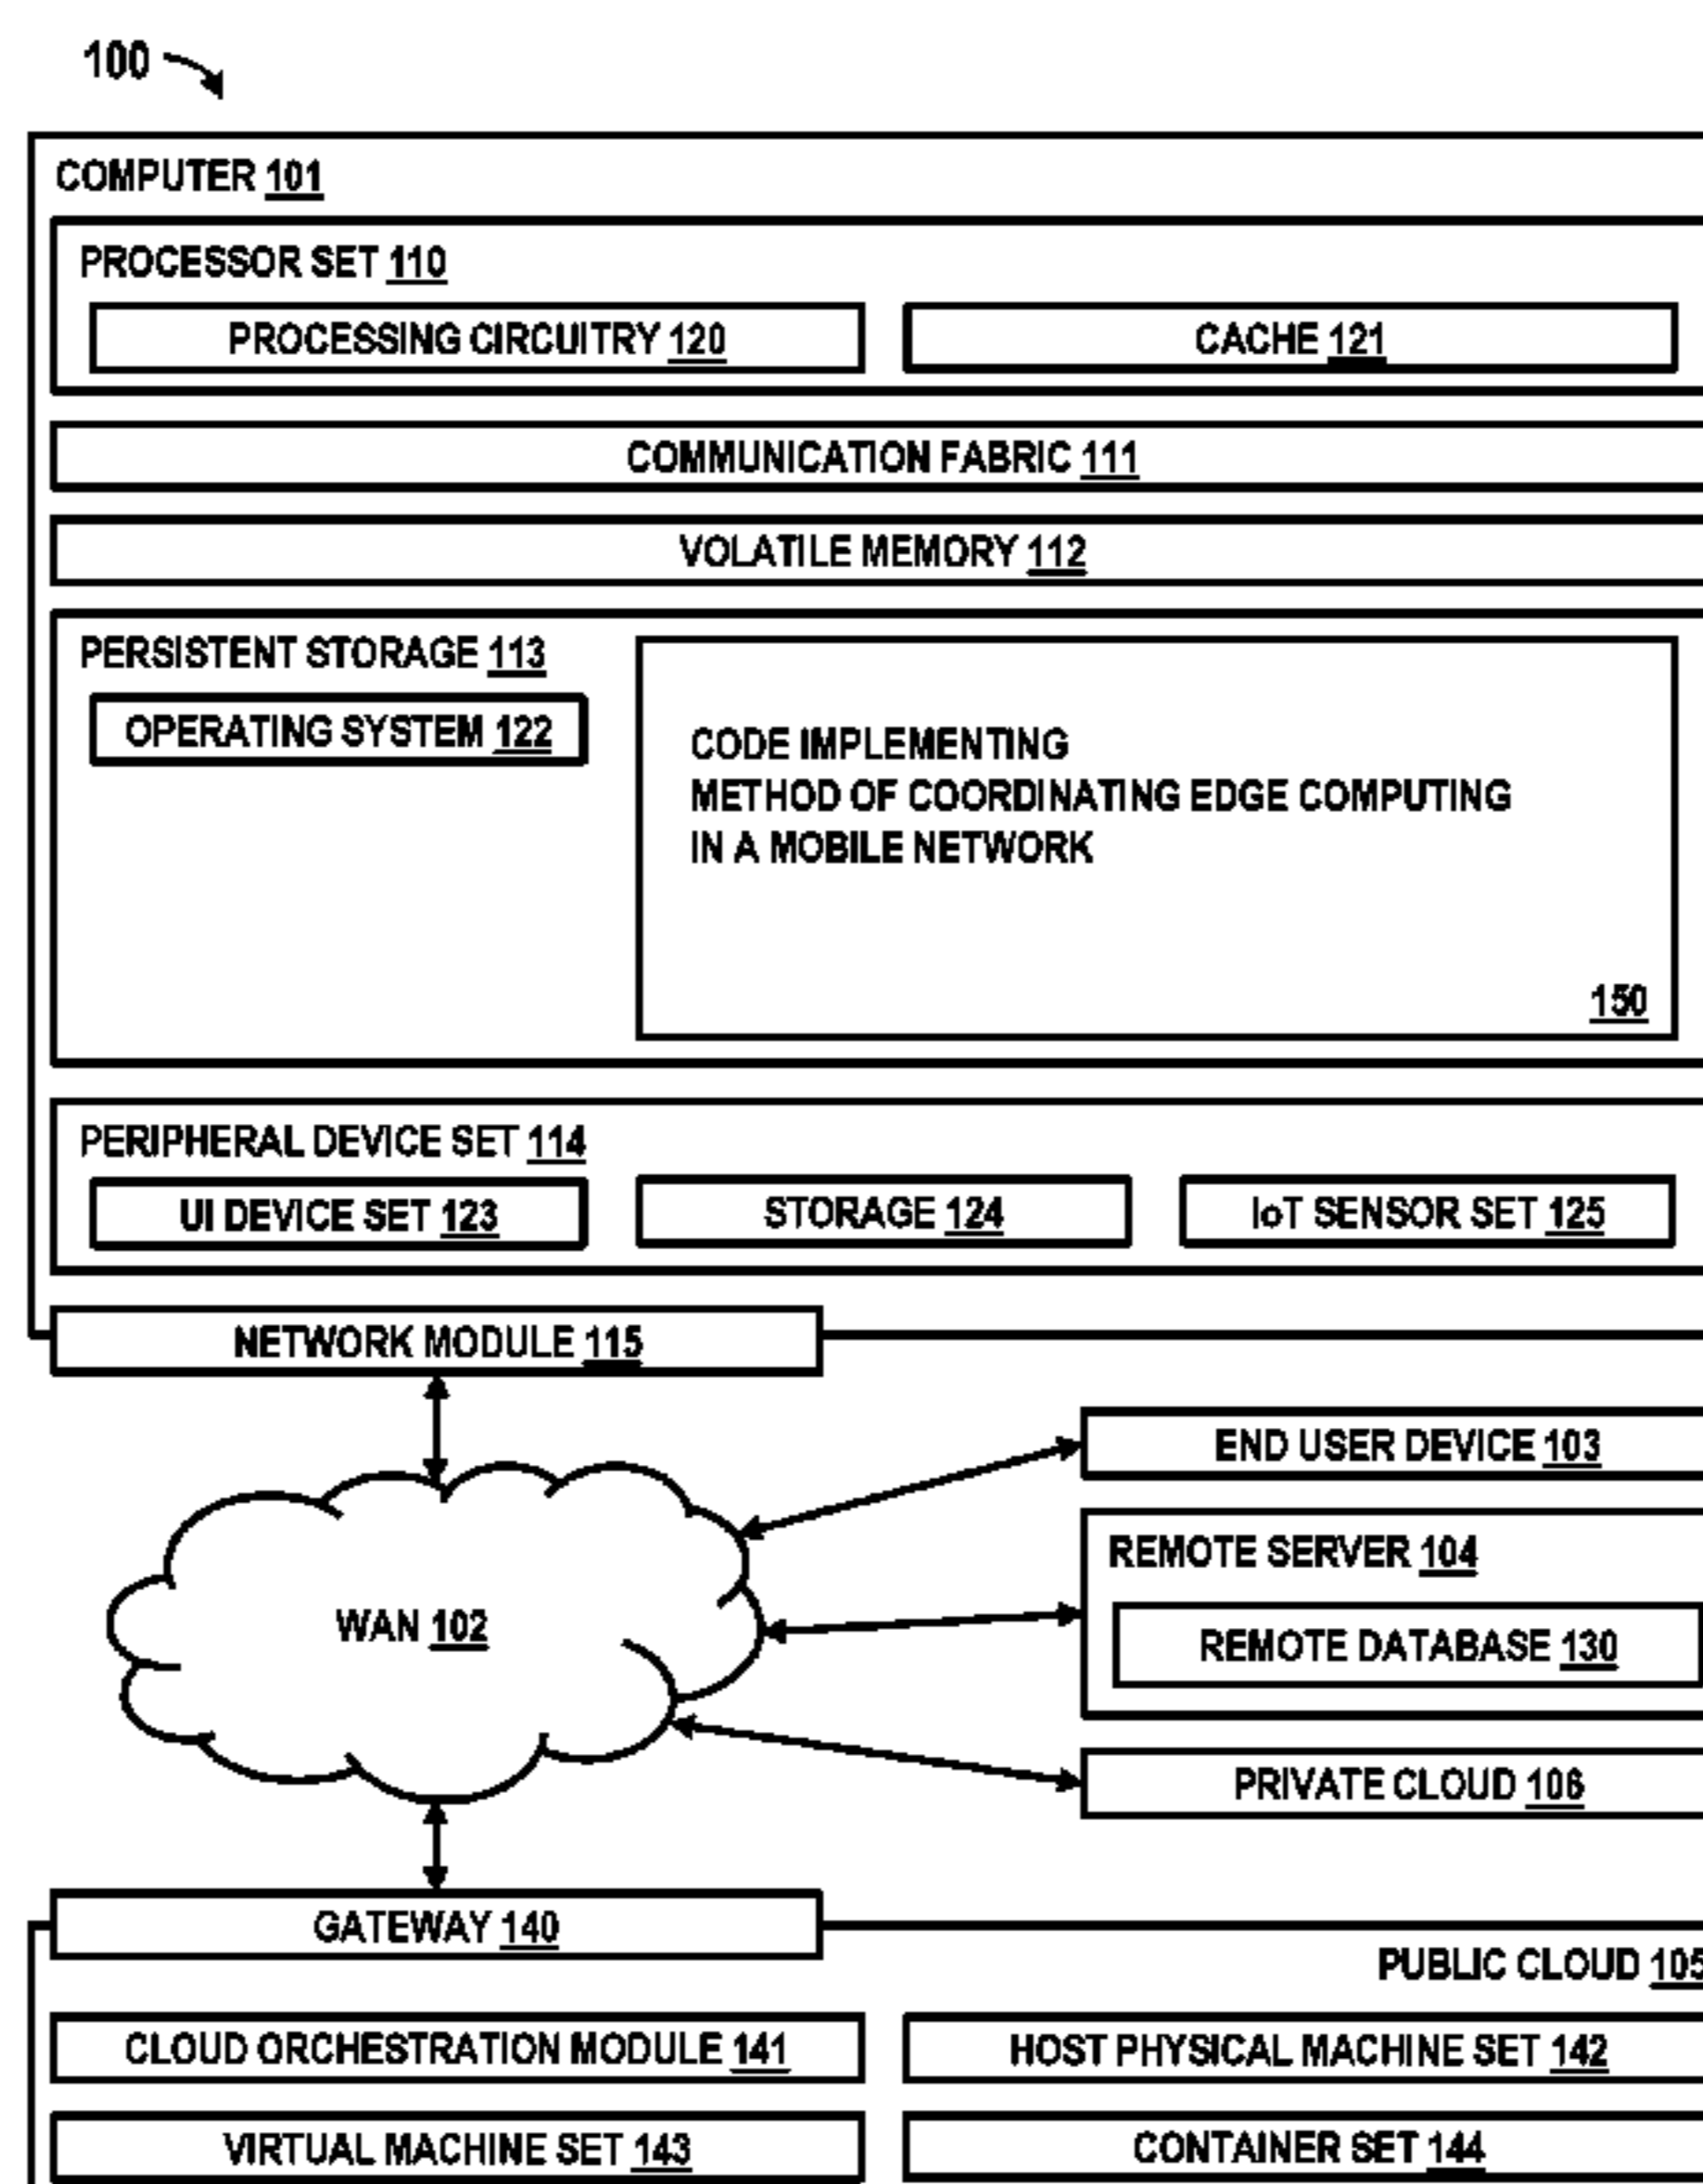 100
COMPUTER 101
PROCESSOR SET 110
PROCESSING CIRCUITRY 120
CACHE 121
COMMUNICATION FABRIC 111
VOLATILE MEMORY 112
PERSISTENT STORAGE 113
OPERATING SYSTEM 122
CODE IMPLEMENTING
METHOD OF COORDINATING EDGE COMPUTING
IN A MOBILE NETWORK
150
PERIPHERAL DEVICE SET 114
UI DEVICE SET 123
STORAGE 124
IoT SENSOR SET 125
NETWORK MODULE 115
END USER DEVICE 103
REMOTE SERVER 104
WAN 102
REMOTE DATABASE 130
PRIVATE CLOUD 106
GATEWAY 140
PUBLIC CLOUD 105
CLOUD ORCHESTRATION MODULE 141
HOST PHYSICAL MACHINE SET 142
VIRTUAL MACHINE SET 143
CONTAINER SET 144